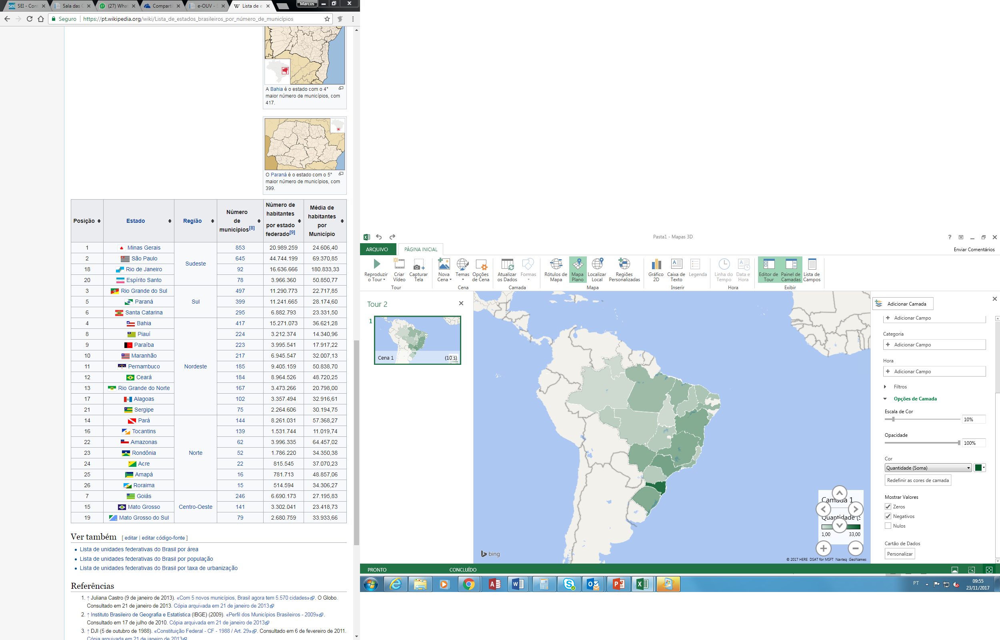 SEI - Con
Sala das
(27) Wha
Comparti
e-OUV -
Lista de e
Marcos
Seguro
https://pt.wikipedia.org/wiki/Lista_de_estados_brasileiros_por_número_de_municípios
A Bahia é o estado com o 4°
maior número de municípios, com
417.
O Paraná é o estado com o 5°
maior número de municípios, com
399.
Posição Estado Região Número de municípios[8] Número de habitantes por estado federado[9] Média de habitantes por Município
1 Minas Gerais Sudeste 853 20.989.259 24.606,40
2 São Paulo 645 44.744.199 69.370,85
18 Rio de Janeiro 92 16.636.666 180.833,33
20 Espírito Santo 78 3.966.360 50.850,77
3 Rio Grande do Sul Sul 497 11.290.773 22.717,85
5 Paraná 399 11.241.665 28.174,60
6 Santa Catarina 295 6.882.793 23.331,50
4 Bahia Nordeste 417 15.271.073 36.621,28
8 Piauí 224 3.212.374 14.340,96
9 Paraíba 223 3.995.541 17.917,22
10 Maranhão 217 6.945.547 32.007,13
11 Pernambuco 185 9.405.159 50.838,70
12 Ceará 184 8.964.526 48.720,25
13 Rio Grande do Norte 167 3.473.266 20.798,00
17 Alagoas 102 3.357.494 32.916,61
21 Sergipe 75 2.264.606 30.194,75
14 Pará Norte 144 8.261.031 57.368,27
16 Tocantins 139 1.531.744 11.019,74
22 Amazonas 62 3.996.335 64.457,02
23 Rondônia 52 1.786.220 34.350,38
24 Acre 22 815.545 37.070,23
25 Amapá 16 781.713 48.857,06
26 Roraima 15 514.594 34.306,27
7 Goiás Centro-Oeste 246 6.690.173 27.195,83
15 Mato Grosso 141 3.302.041 23.418,73
19 Mato Grosso do Sul 79 2.680.759 33.933,66
Ver também [ editar | editar código-fonte ]
Lista de unidades federativas do Brasil por área
Lista de unidades federativas do Brasil por população
Lista de unidades federativas do Brasil por taxa de urbanização
Referências
1. ↑ Juliana Castro (9 de janeiro de 2013). «Com 5 novos municípios, Brasil agora tem 5.570 cidades». O Globo.
Consultado em 21 de janeiro de 2013. Cópia arquivada em 21 de janeiro de 2013
2. ↑ Instituto Brasileiro de Geografia e Estatística (IBGE) (2009). «Perfil dos Municípios Brasileiros - 2009».
Consultado em 17 de julho de 2010. Cópia arquivada em 21 de janeiro de 2013
3. ↑ DJI (5 de outubro de 1988). «Constituição Federal - CF - 1988 / Art. 29». Consultado em 6 de fevereiro de 2011.
Cópia arquivada em 21 de janeiro de 2013
Pasta1 - Mapas 3D
ARQUIVO PÁGINA INICIAL
Enviar Comentários
Reproduzir o Tour
Criar Vídeo
Capturar Tela
Nova Cena
Temas
Opções de Cena
Atualizar os Dados
Formas
Rótulos de Mapa
Mapa Plano
Localizar Local
Regiões Personalizadas
Gráfico 2D
Caixa de Texto
Legenda
Linha do Tempo
Data e Hora
Editor de Tour
Painel de Camadas
Lista de Campos
Tour Cena Camada Mapa Inserir Hora Exibir
Tour 2
1
Cena 1 (10 s)
Camada 1
Quantidade (S
1,00 33,00
bing
© 2017 HERE DSAT for MSFT Navteq GeoNames
Adicionar Camada
Adicionar Campo
Categoria
Adicionar Campo
Hora
Adicionar Campo
Filtros
Opções de Camada
Escala de Cor
10%
Opacidade
100%
Cor
Quantidade (Soma)
Redefinir as cores de camada
Mostrar Valores
Zeros
Negativos
Nulos
Cartão de Dados
Personalizar
PRONTO CONCLUÍDO
PT
09:55
23/11/2017